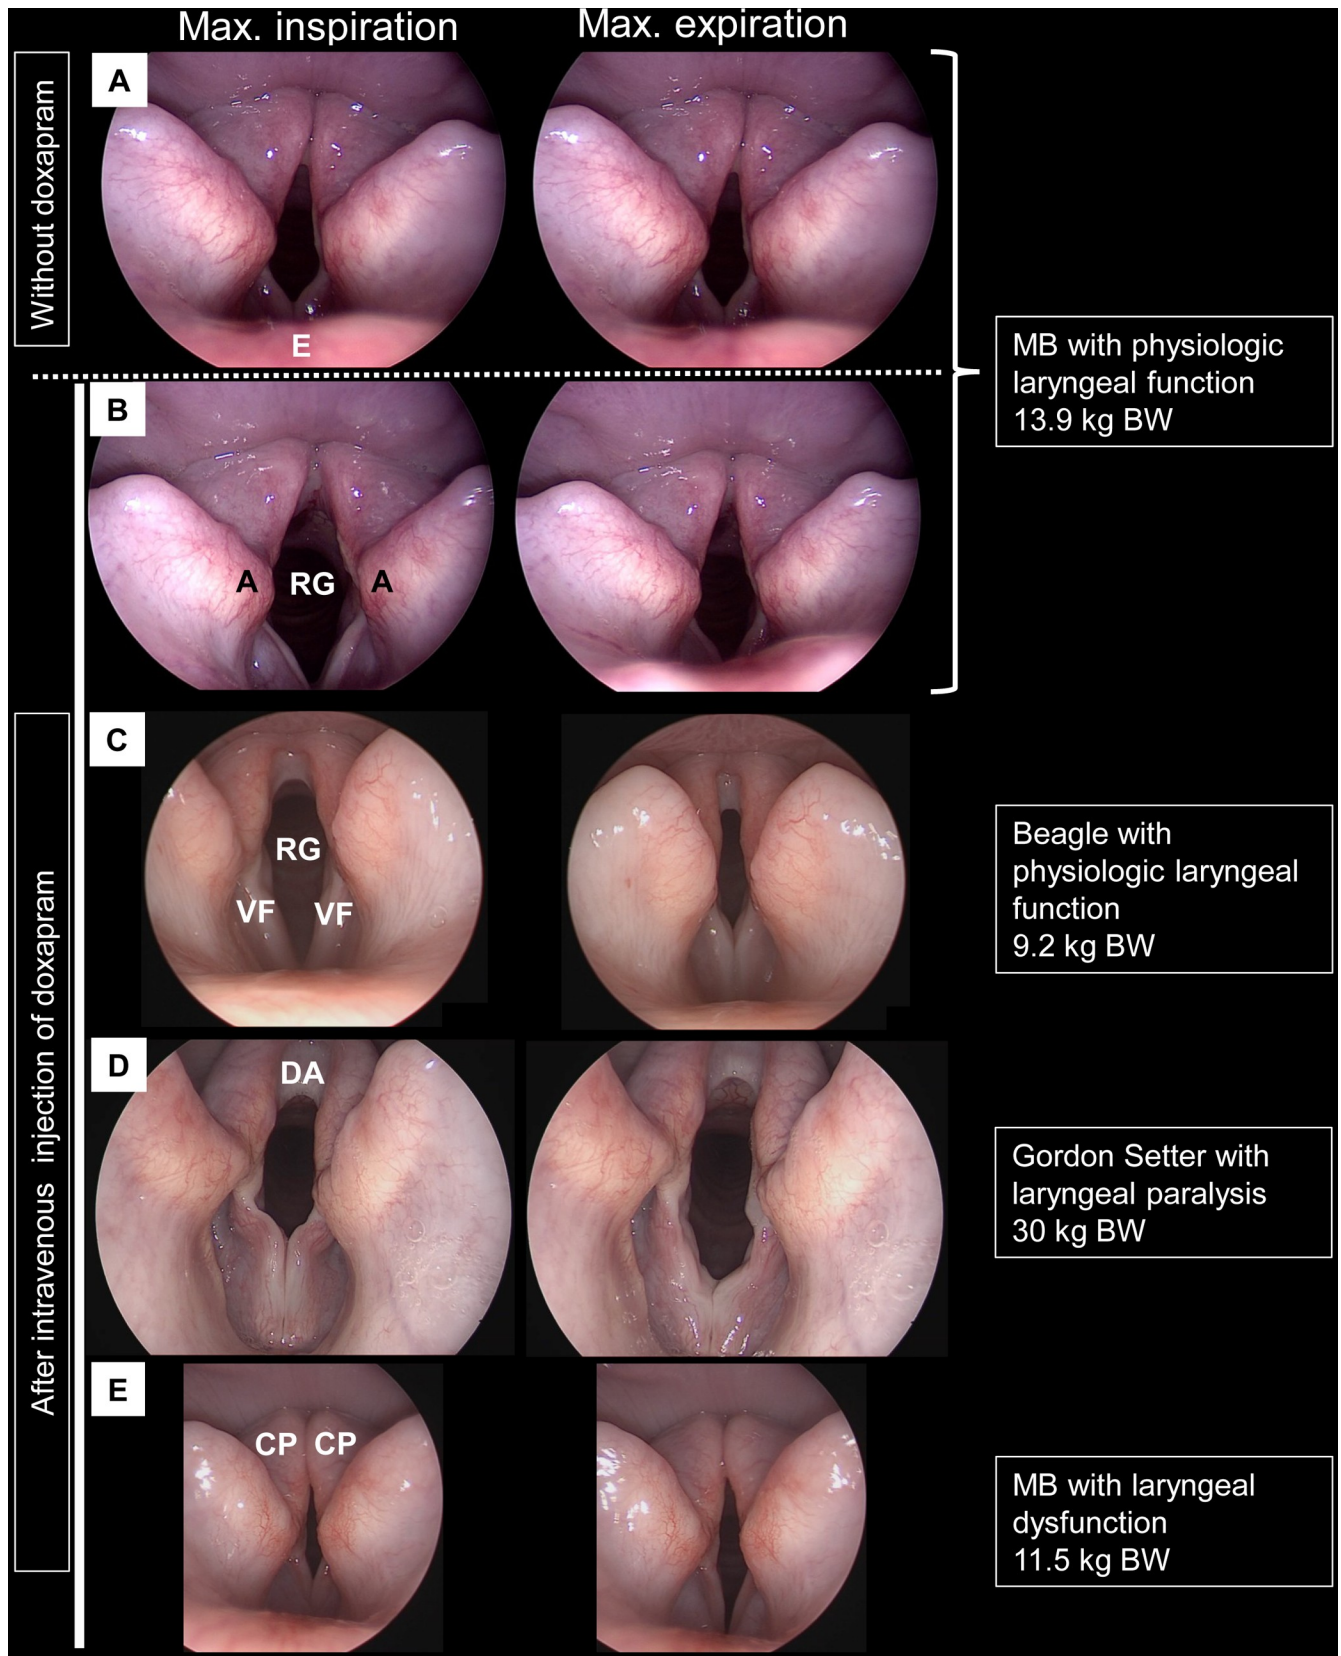 Max. inspiration
Max. expiration
Without doxapram
A
E
MB with physiologic
laryngeal function
13.9 kg BW
B
A
RG
A
After intravenous injection of doxapram
C
RG
VF
VF
Beagle with
physiologic laryngeal
function
9.2 kg BW
D
DA
Gordon Setter with
laryngeal paralysis
30 kg BW
E
CP
CP
MB with laryngeal
dysfunction
11.5 kg BW